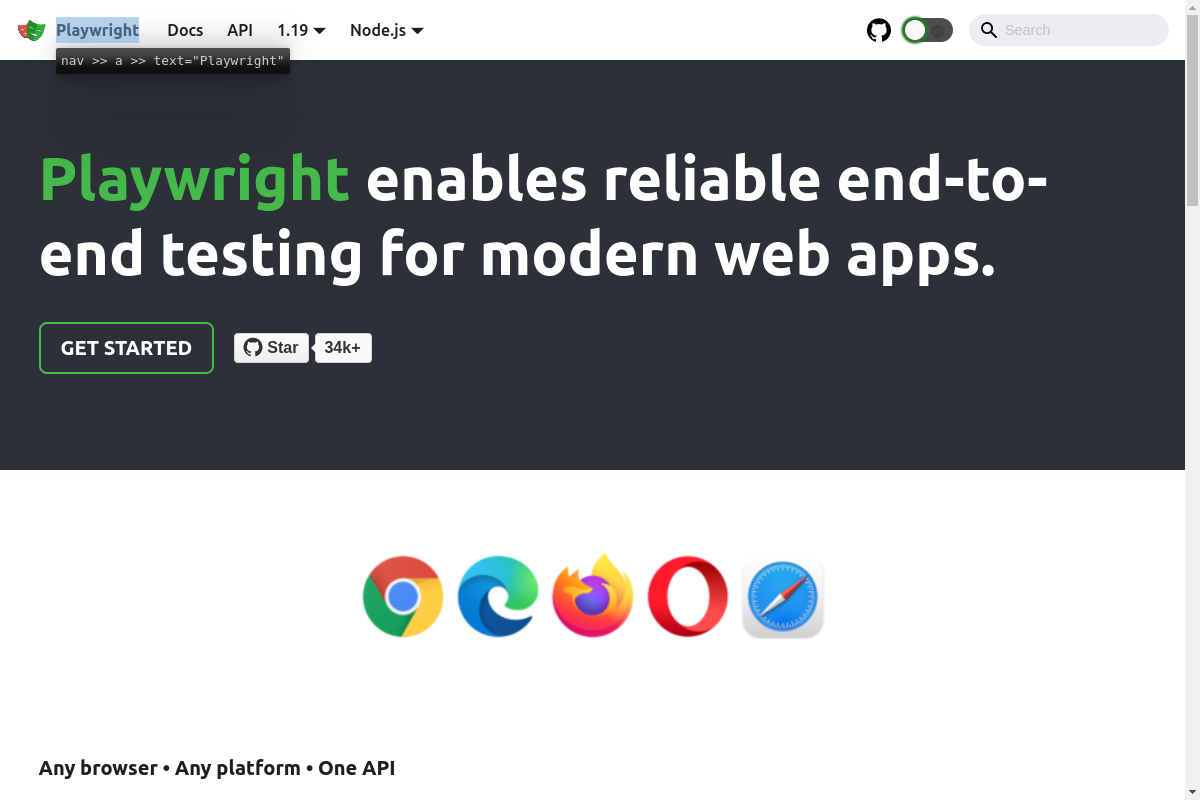 Playwright Docs API 1.19 Node.js Search
nav >> a >> text="Playwright"
Playwright enables reliable end-to-
end testing for modern web apps.
GET STARTED Star 34k+
Any browser • Any platform • One API